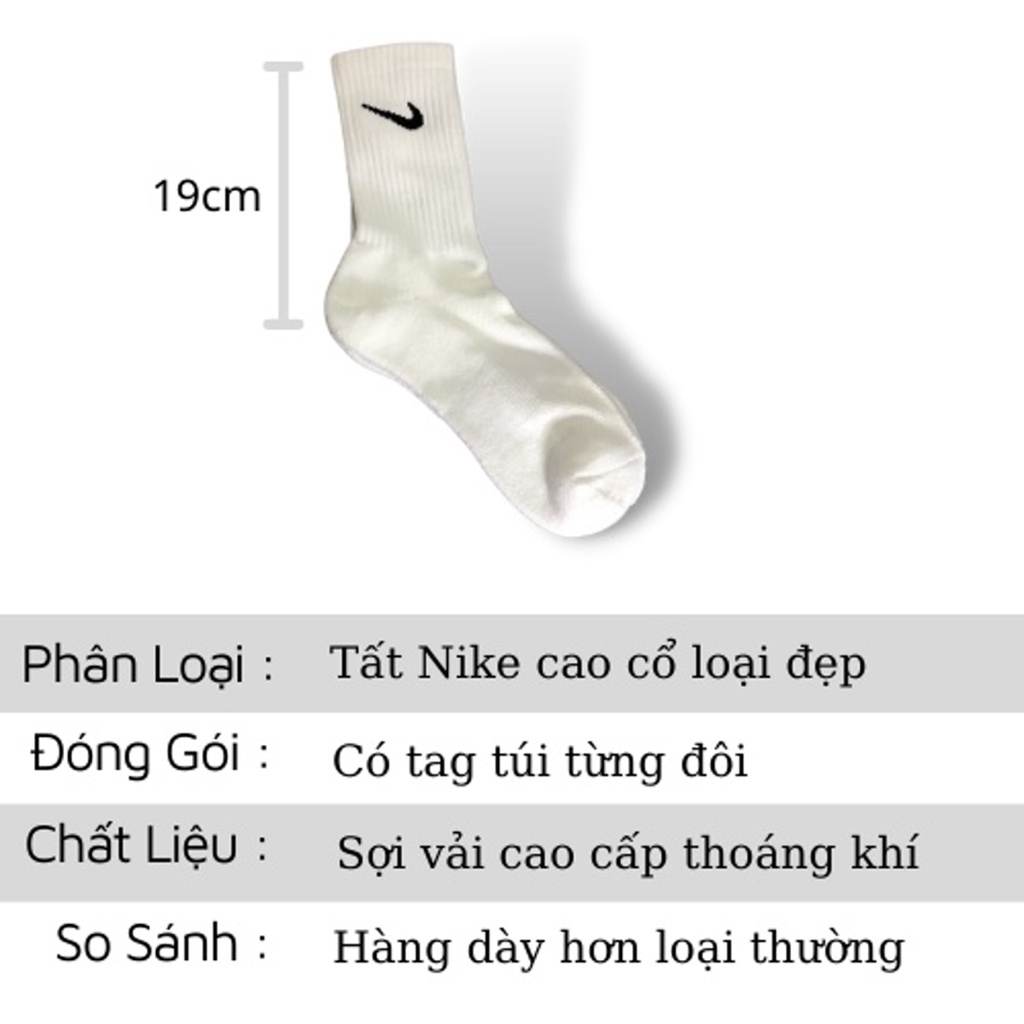 19cm
Phân Loại : Tất Nike cao cổ loại đẹp
Đóng Gói : Có tag túi từng đôi
Chất Liệu : Sợi vải cao cấp thoáng khí
So Sánh : Hàng dày hơn loại thường